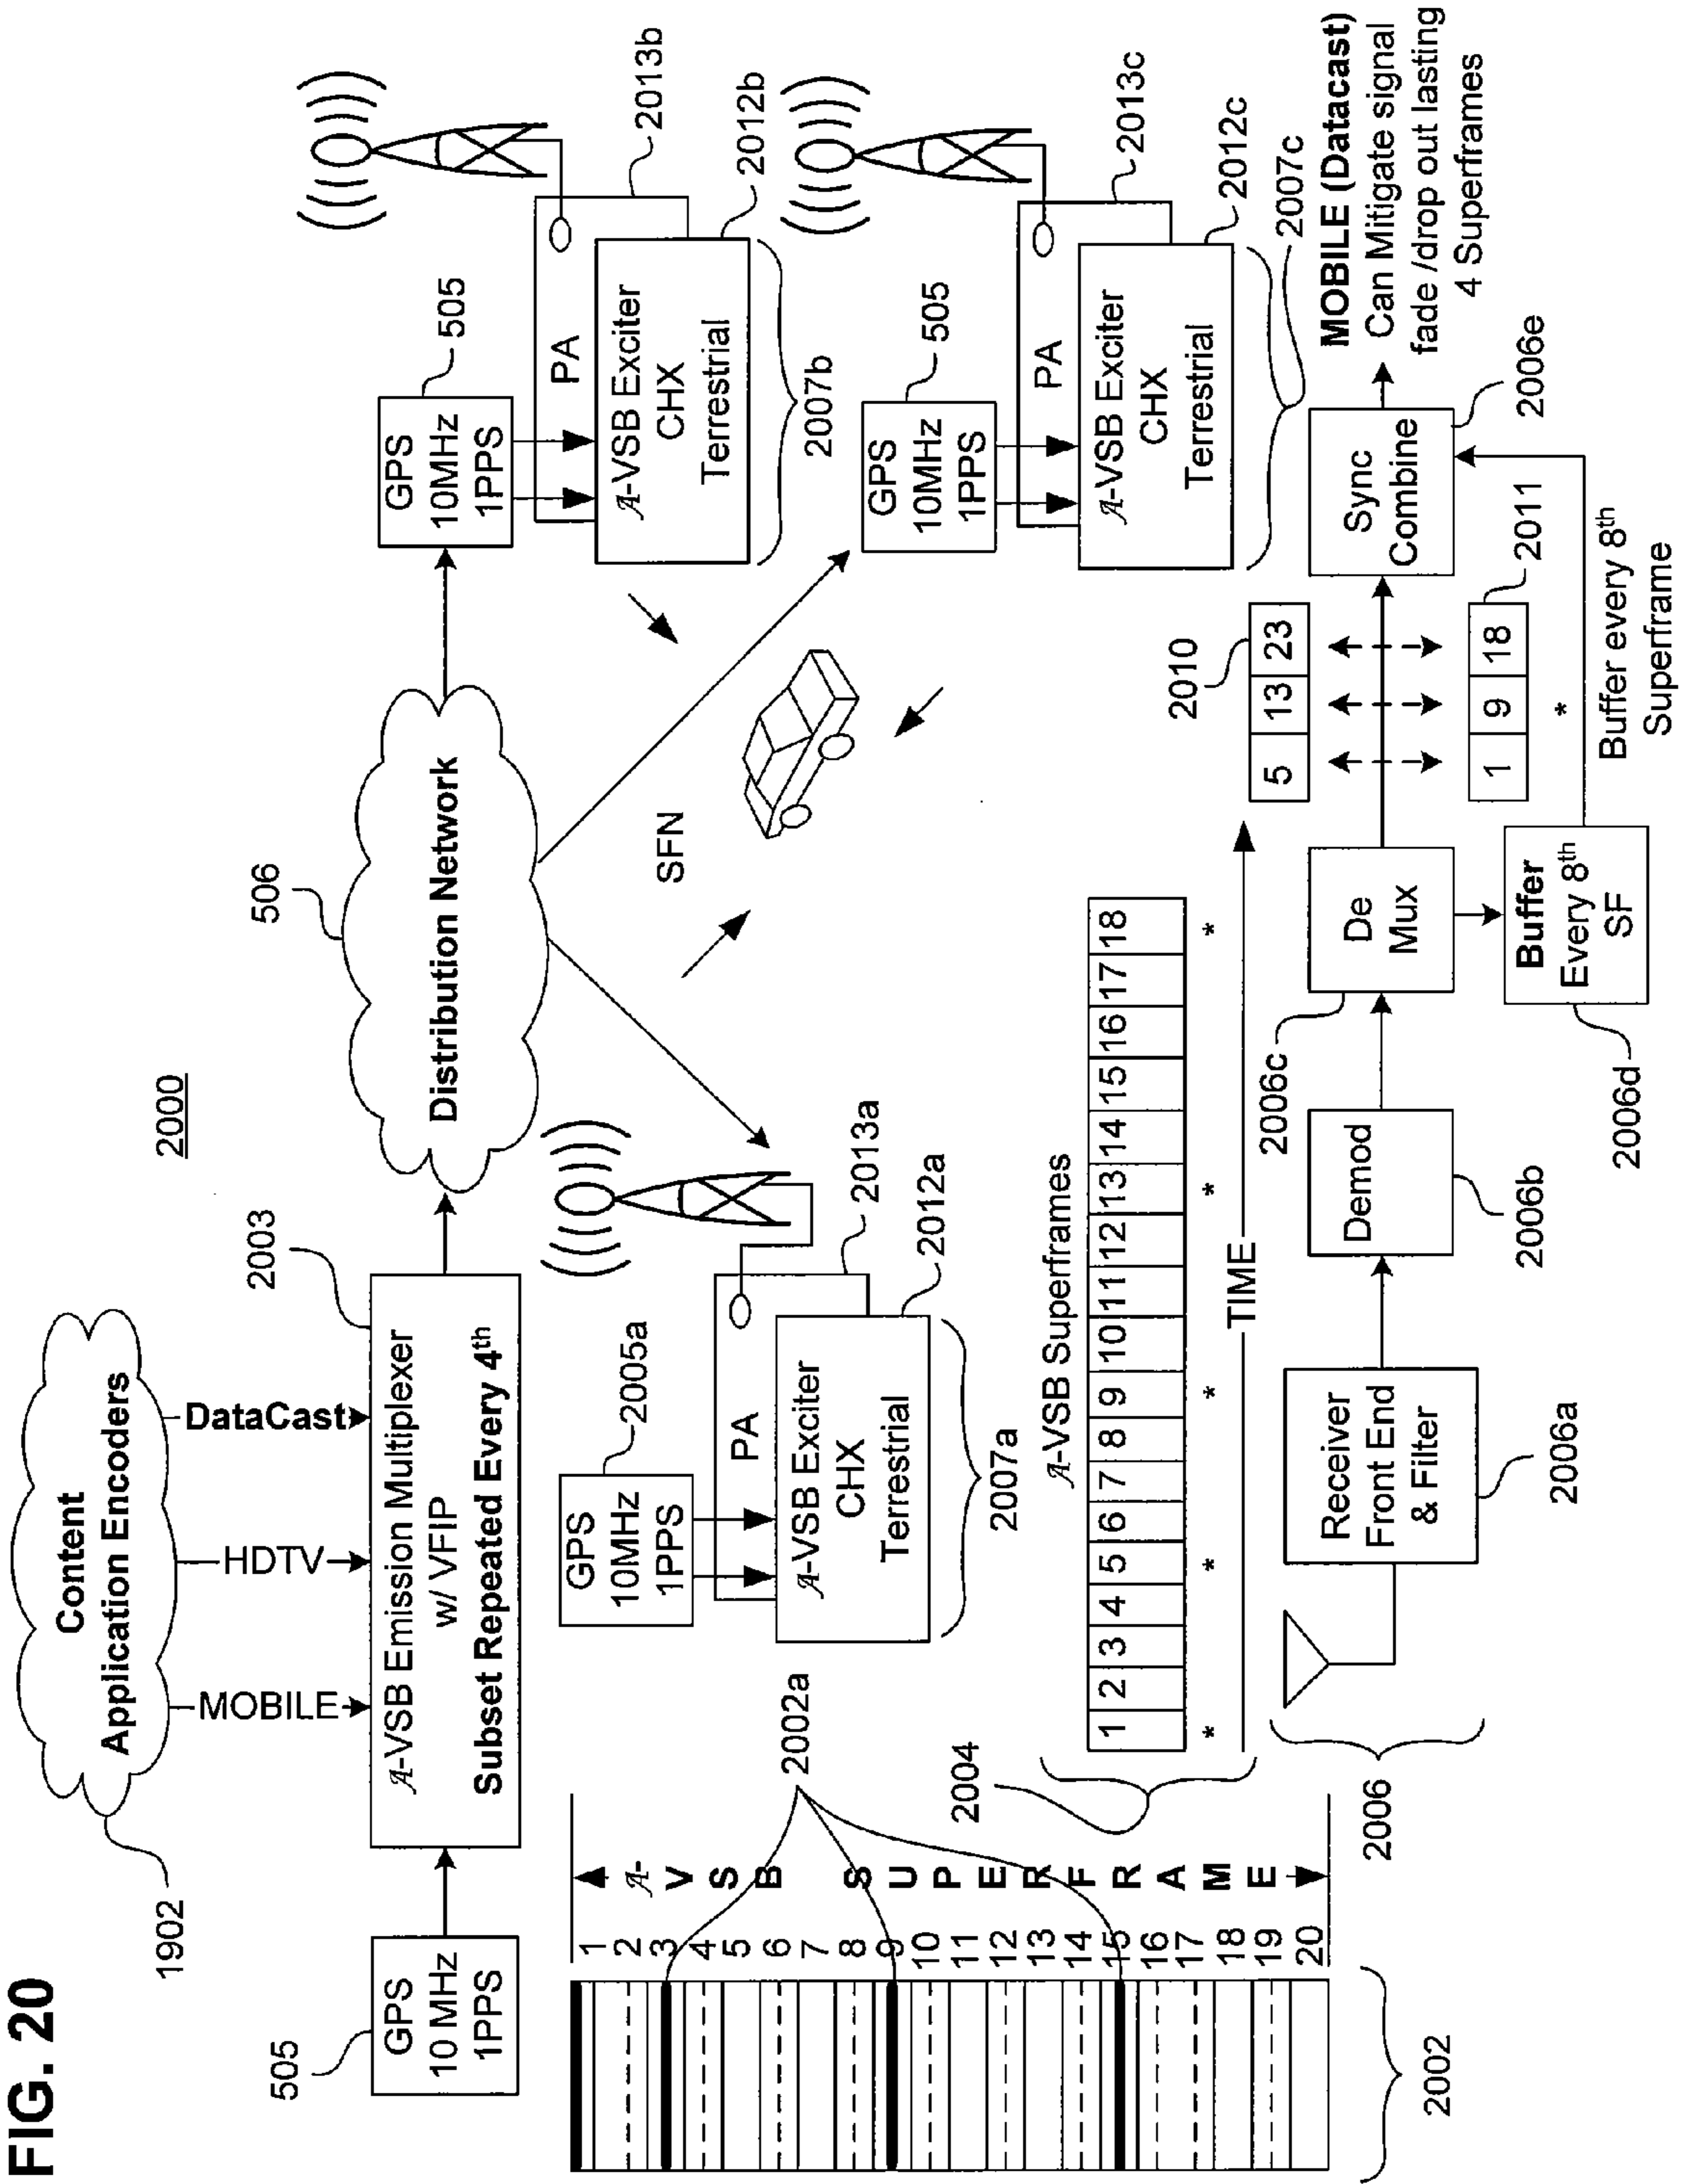 FIG. 20
2000
Content
Application Encoders
1902
MOBILE
HDTV
DataCast
505
GPS
10 MHz
1PPS
2003
A-VSB Emission Multiplexer
w/ VFIP
Subset Repeated Every 4th
506
Distribution Network
505
GPS
10MHz
1PPS
PA
A-VSB Exciter
CHX
Terrestrial
2013b
2012b
2007b
2005a
GPS
10MHz
1PPS
PA
A-VSB Exciter
CHX
Terrestrial
2013a
2012a
2007a
SFN
505
GPS
10MHz
1PPS
PA
A-VSB Exciter
CHX
Terrestrial
2013c
2012c
2007c
2002a
A-VSB SUPERFRAME
1
2
3
4
5
6
7
8
9
10
11
12
13
14
15
16
17
18
19
20
2002
2004
A-VSB Superframes
1 2 3 4 5 6 7 8 9 10 11 12 13 14 15 16 17 18
* * * * *
TIME
2006
Receiver
Front End
& Filter
2006a
Demod
2006b
De
Mux
2006c
Buffer
Every 8th
SF
2006d
2010
5 13 23
1 9 18
2011
*
Buffer every 8th
Superframe
Sync
Combine
2006e
MOBILE (Datacast)
Can Mitigate signal
fade /drop out lasting
4 Superframes